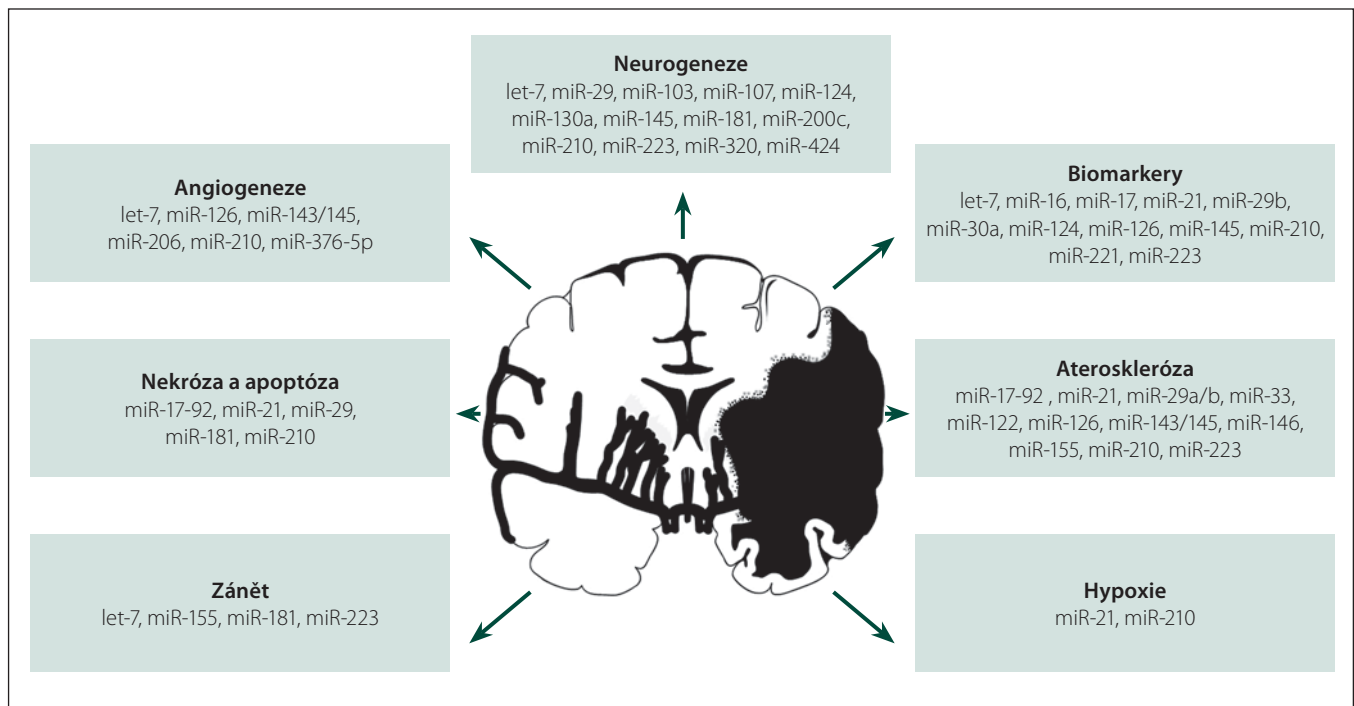 Neurogeneze
let-7, miR-29, miR-103, miR-107, miR-124,
miR-130a, miR-145, miR-181, miR-200c,
miR-210, miR-223, miR-320, miR-424
Angiogeneze
let-7, miR-126, miR-143/145,
miR-206, miR-210, miR-376-5p
Biomarkery
let-7, miR-16, miR-17, miR-21, miR-29b,
miR-30a, miR-124, miR-126, miR-145, miR-210,
miR-221, miR-223
Nekróza a apoptóza
miR-17-92, miR-21, miR-29,
miR-181, miR-210
Ateroskleróza
miR-17-92 , miR-21, miR-29a/b, miR-33,
miR-122, miR-126, miR-143/145, miR-146,
miR-155, miR-210, miR-223
Zánět
let-7, miR-155, miR-181, miR-223
Hypoxie
miR-21, miR-210